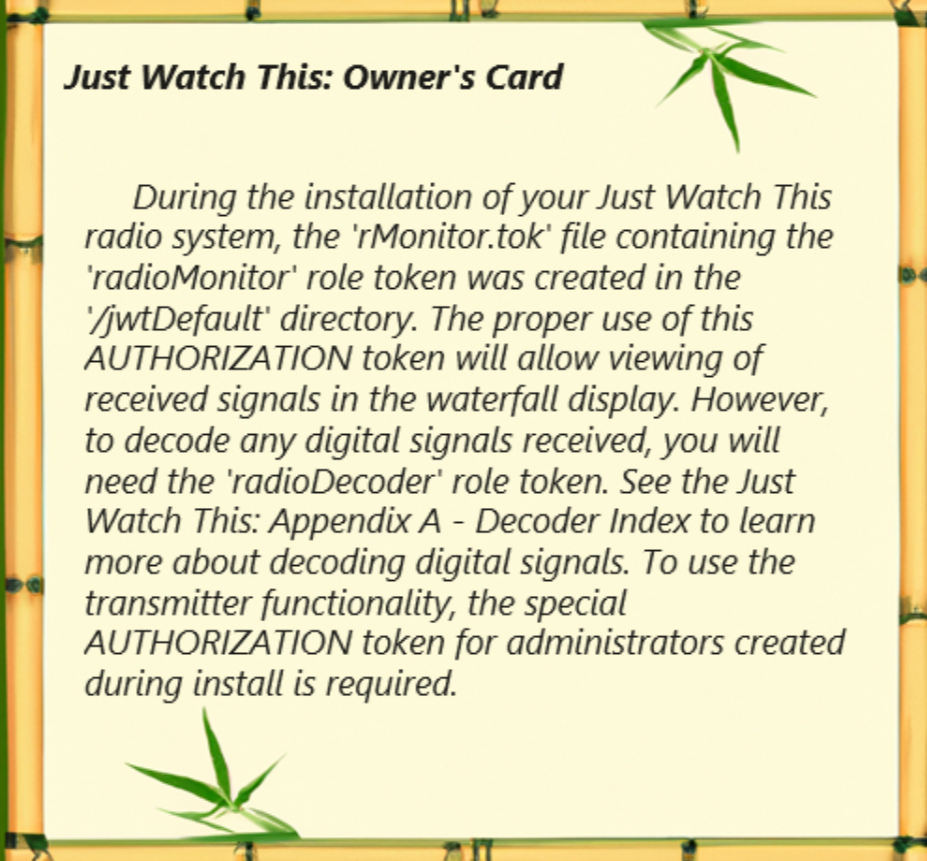 Just Watch This: Owner's Card
During the installation of your Just Watch This
radio system, the 'rMonitor.tok' file containing the
'radioMonitor' role token was created in the
'/jwtDefault' directory. The proper use of this
AUTHORIZATION token will allow viewing of
received signals in the waterfall display. However,
to decode any digital signals received, you will
need the 'radioDecoder' role token. See the Just
Watch This: Appendix A - Decoder Index to learn
more about decoding digital signals. To use the
transmitter functionality, the special
AUTHORIZATION token for administrators created
during install is required.